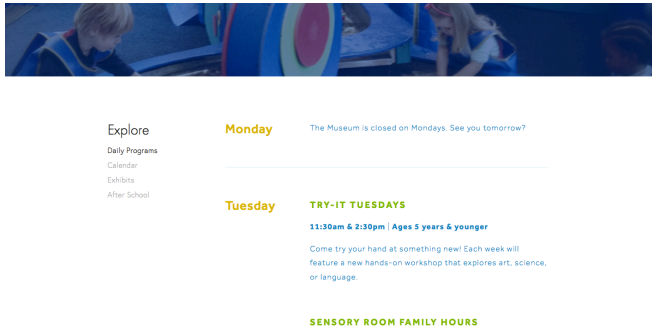 Explore
Daily Programs
Calendar
Exhibits
After School
Monday
The Museum is closed on Mondays. See you tomorrow?
Tuesday
TRY-IT TUESDAYS
11:30am & 2:30pm | Ages 5 years & younger
Come try your hand at something new! Each week will
feature a new hands-on workshop that explores art, science,
or language.
SENSORY ROOM FAMILY HOURS